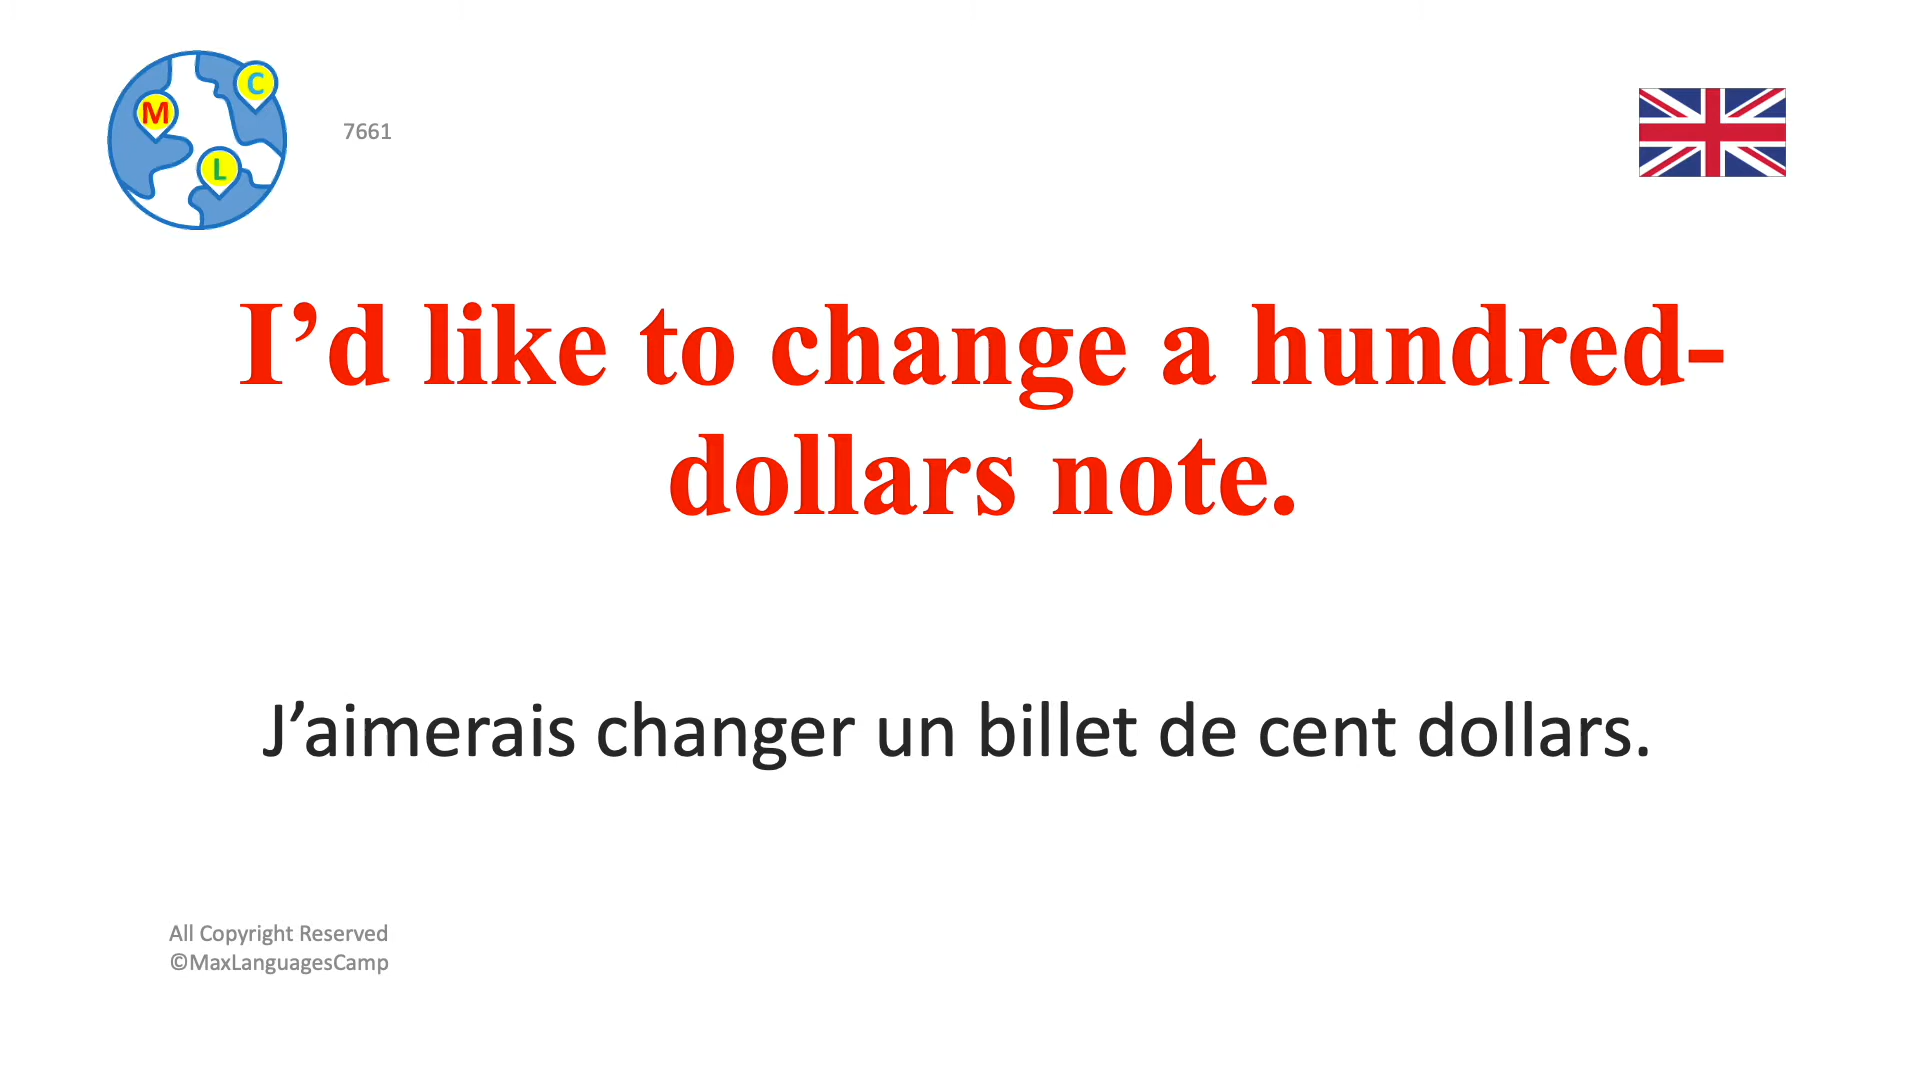 M
C
L
7661
I’d like to change a hundred-
dollars note.
J’aimerais changer un billet de cent dollars.
All Copyright Reserved
©MaxLanguagesCamp